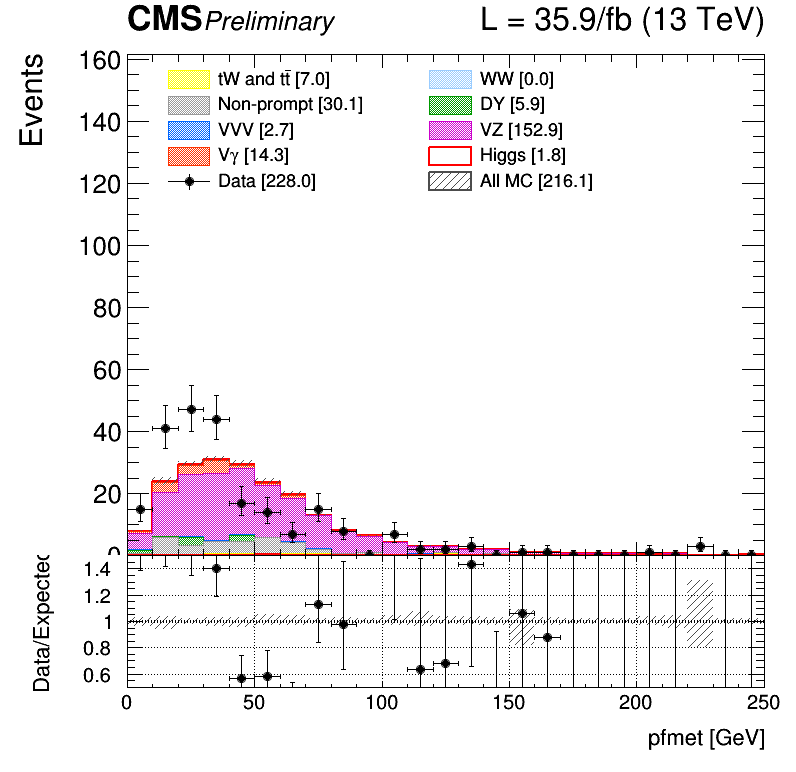 CMS Preliminary L = 35.9/fb (13 TeV)
Events
160
140
120
100
80
60
40
20
0
tW and tt̄ [7.0]
Non-prompt [30.1]
VVV [2.7]
Vγ [14.3]
Data [228.0]
WW [0.0]
DY [5.9]
VZ [152.9]
Higgs [1.8]
All MC [216.1]
Data/Expected
1.4
1.2
1
0.8
0.6
0 50 100 150 200 250
pfmet [GeV]